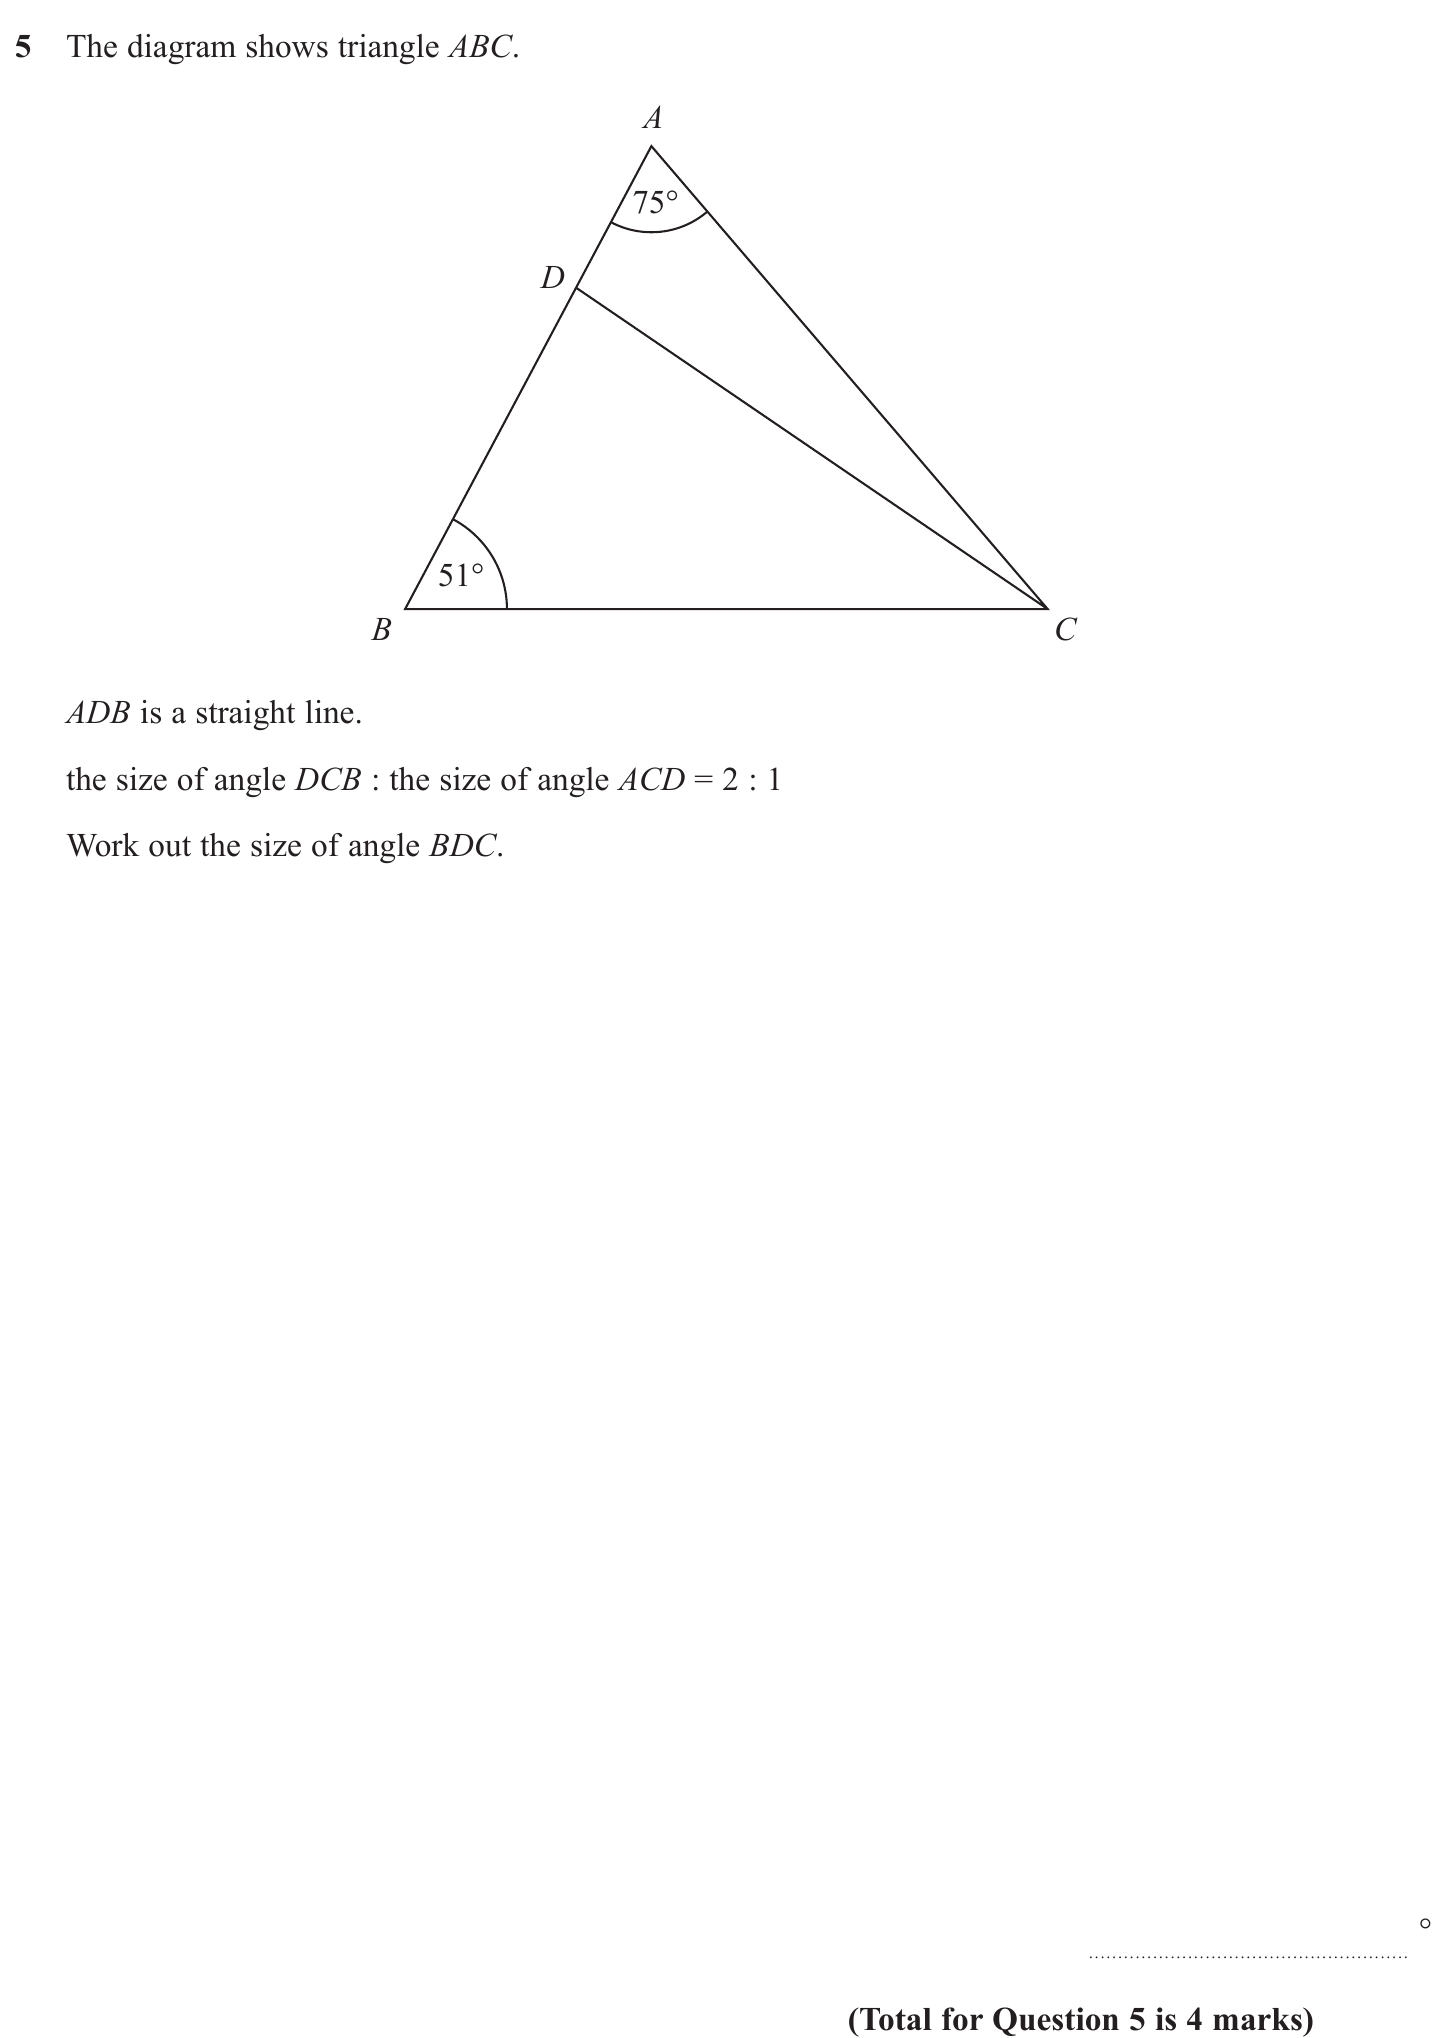 5 The diagram shows triangle ABC.
A
75°
D
51°
B
C
ADB is a straight line.
the size of angle DCB : the size of angle ACD = 2 : 1
Work out the size of angle BDC.
°
(Total for Question 5 is 4 marks)